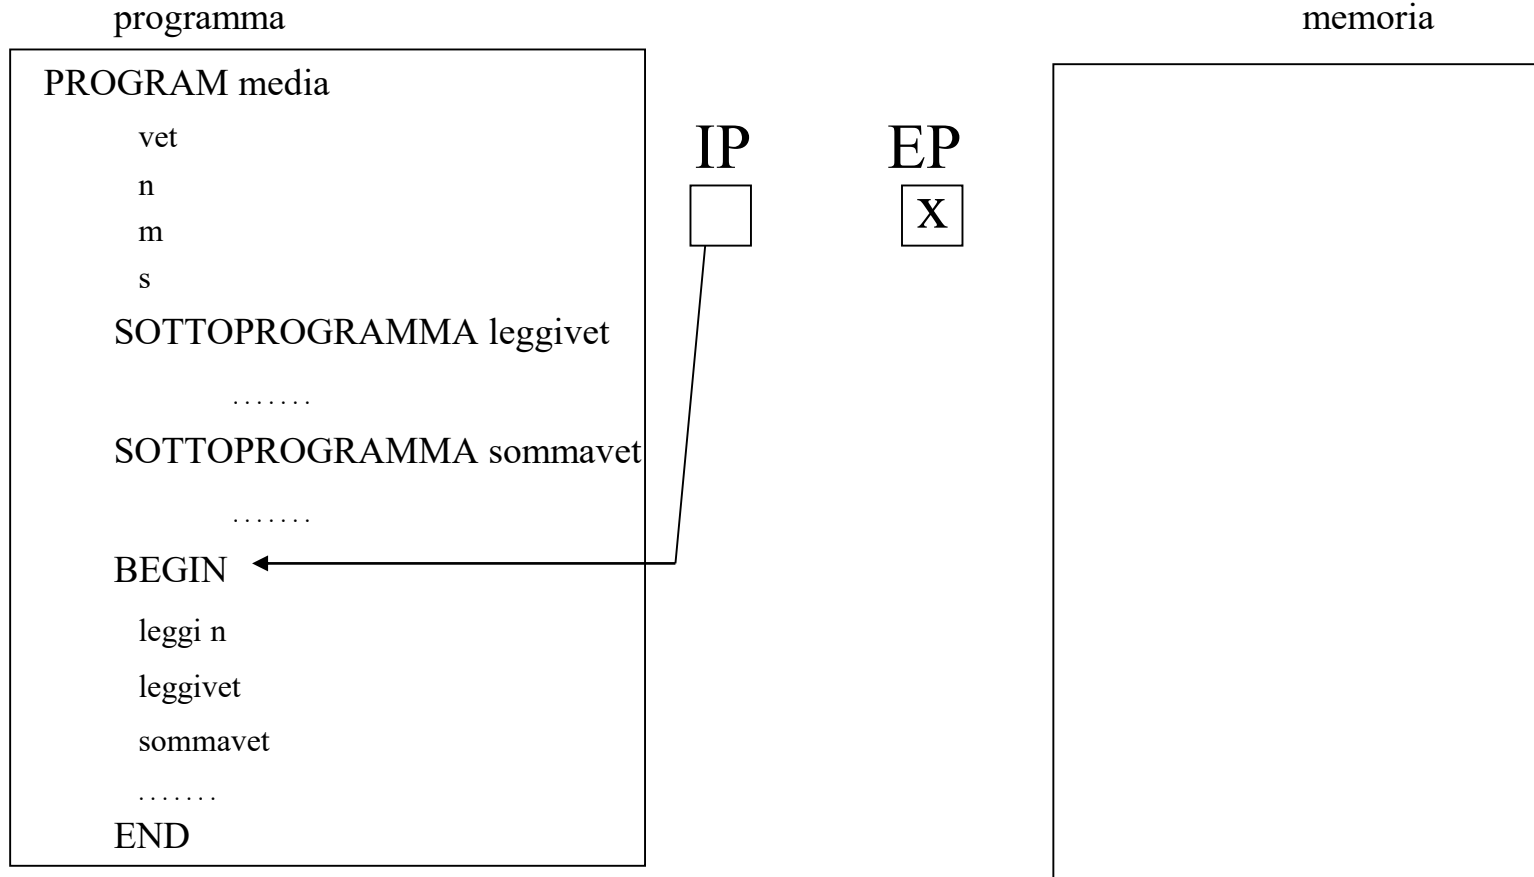 programma
memoria
PROGRAM media
vet
n
m
s
SOTTOPROGRAMMA leggivet
.......
SOTTOPROGRAMMA sommavet
.......
BEGIN
leggi n
leggivet
sommavet
.......
END
IP
EP
x